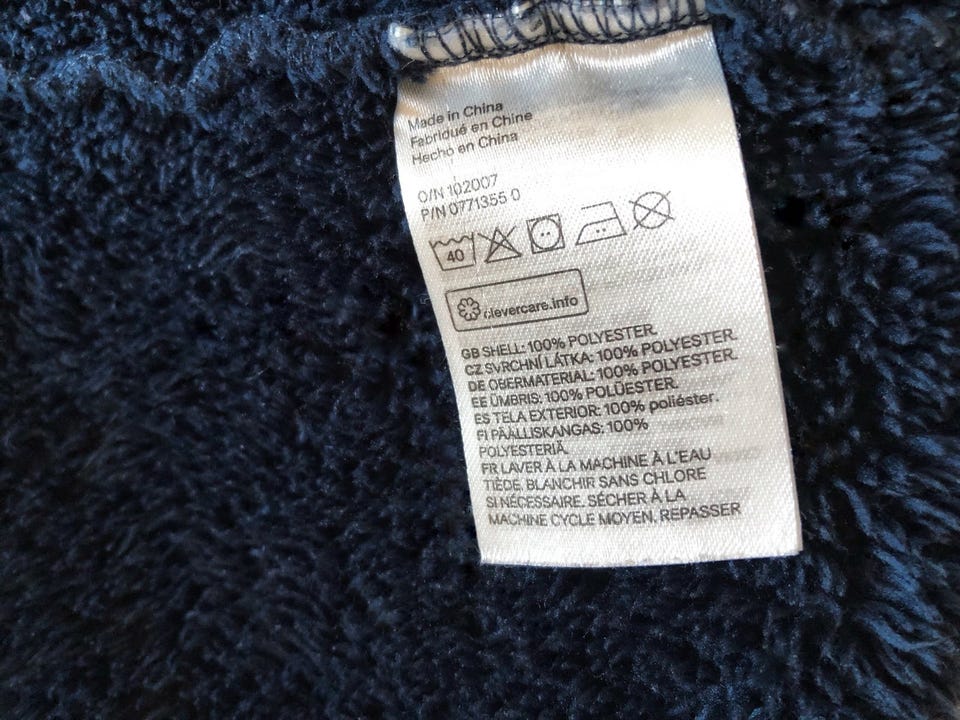 Made in China
Fabriqué en Chine
Hecho en China
O/N 102007
P/N 0771355 0
40
clevercare.info
GB SHELL: 100% POLYESTER.
CZ SVRCHNÍ LÁTKA: 100% POLYESTER.
DE OBERMATERIAL: 100% POLYESTER.
EE ÜMBRIS: 100% POLÜESTER.
ES TELA EXTERIOR: 100% poliéster.
FI PÄÄLLISKANGAS: 100%
POLYESTERIÄ.
FR LAVER À LA MACHINE À L'EAU
TIÈDE, BLANCHIR SANS CHLORE
SI NÉCESSAIRE. SÉCHER À LA
MACHINE CYCLE MOYEN. REPASSER